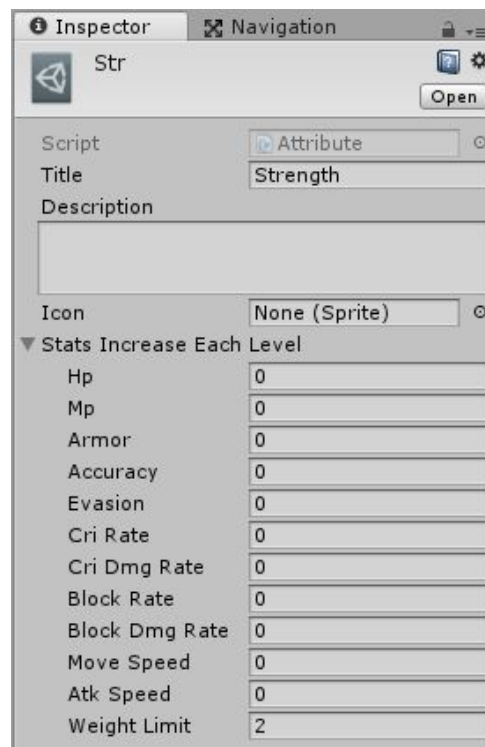 Inspector Navigation
Str
Open
Script Attribute
Title Strength
Description
Icon None (Sprite)
Stats Increase Each Level
Hp 0
Mp 0
Armor 0
Accuracy 0
Evasion 0
Cri Rate 0
Cri Dmg Rate 0
Block Rate 0
Block Dmg Rate 0
Move Speed 0
Atk Speed 0
Weight Limit 2